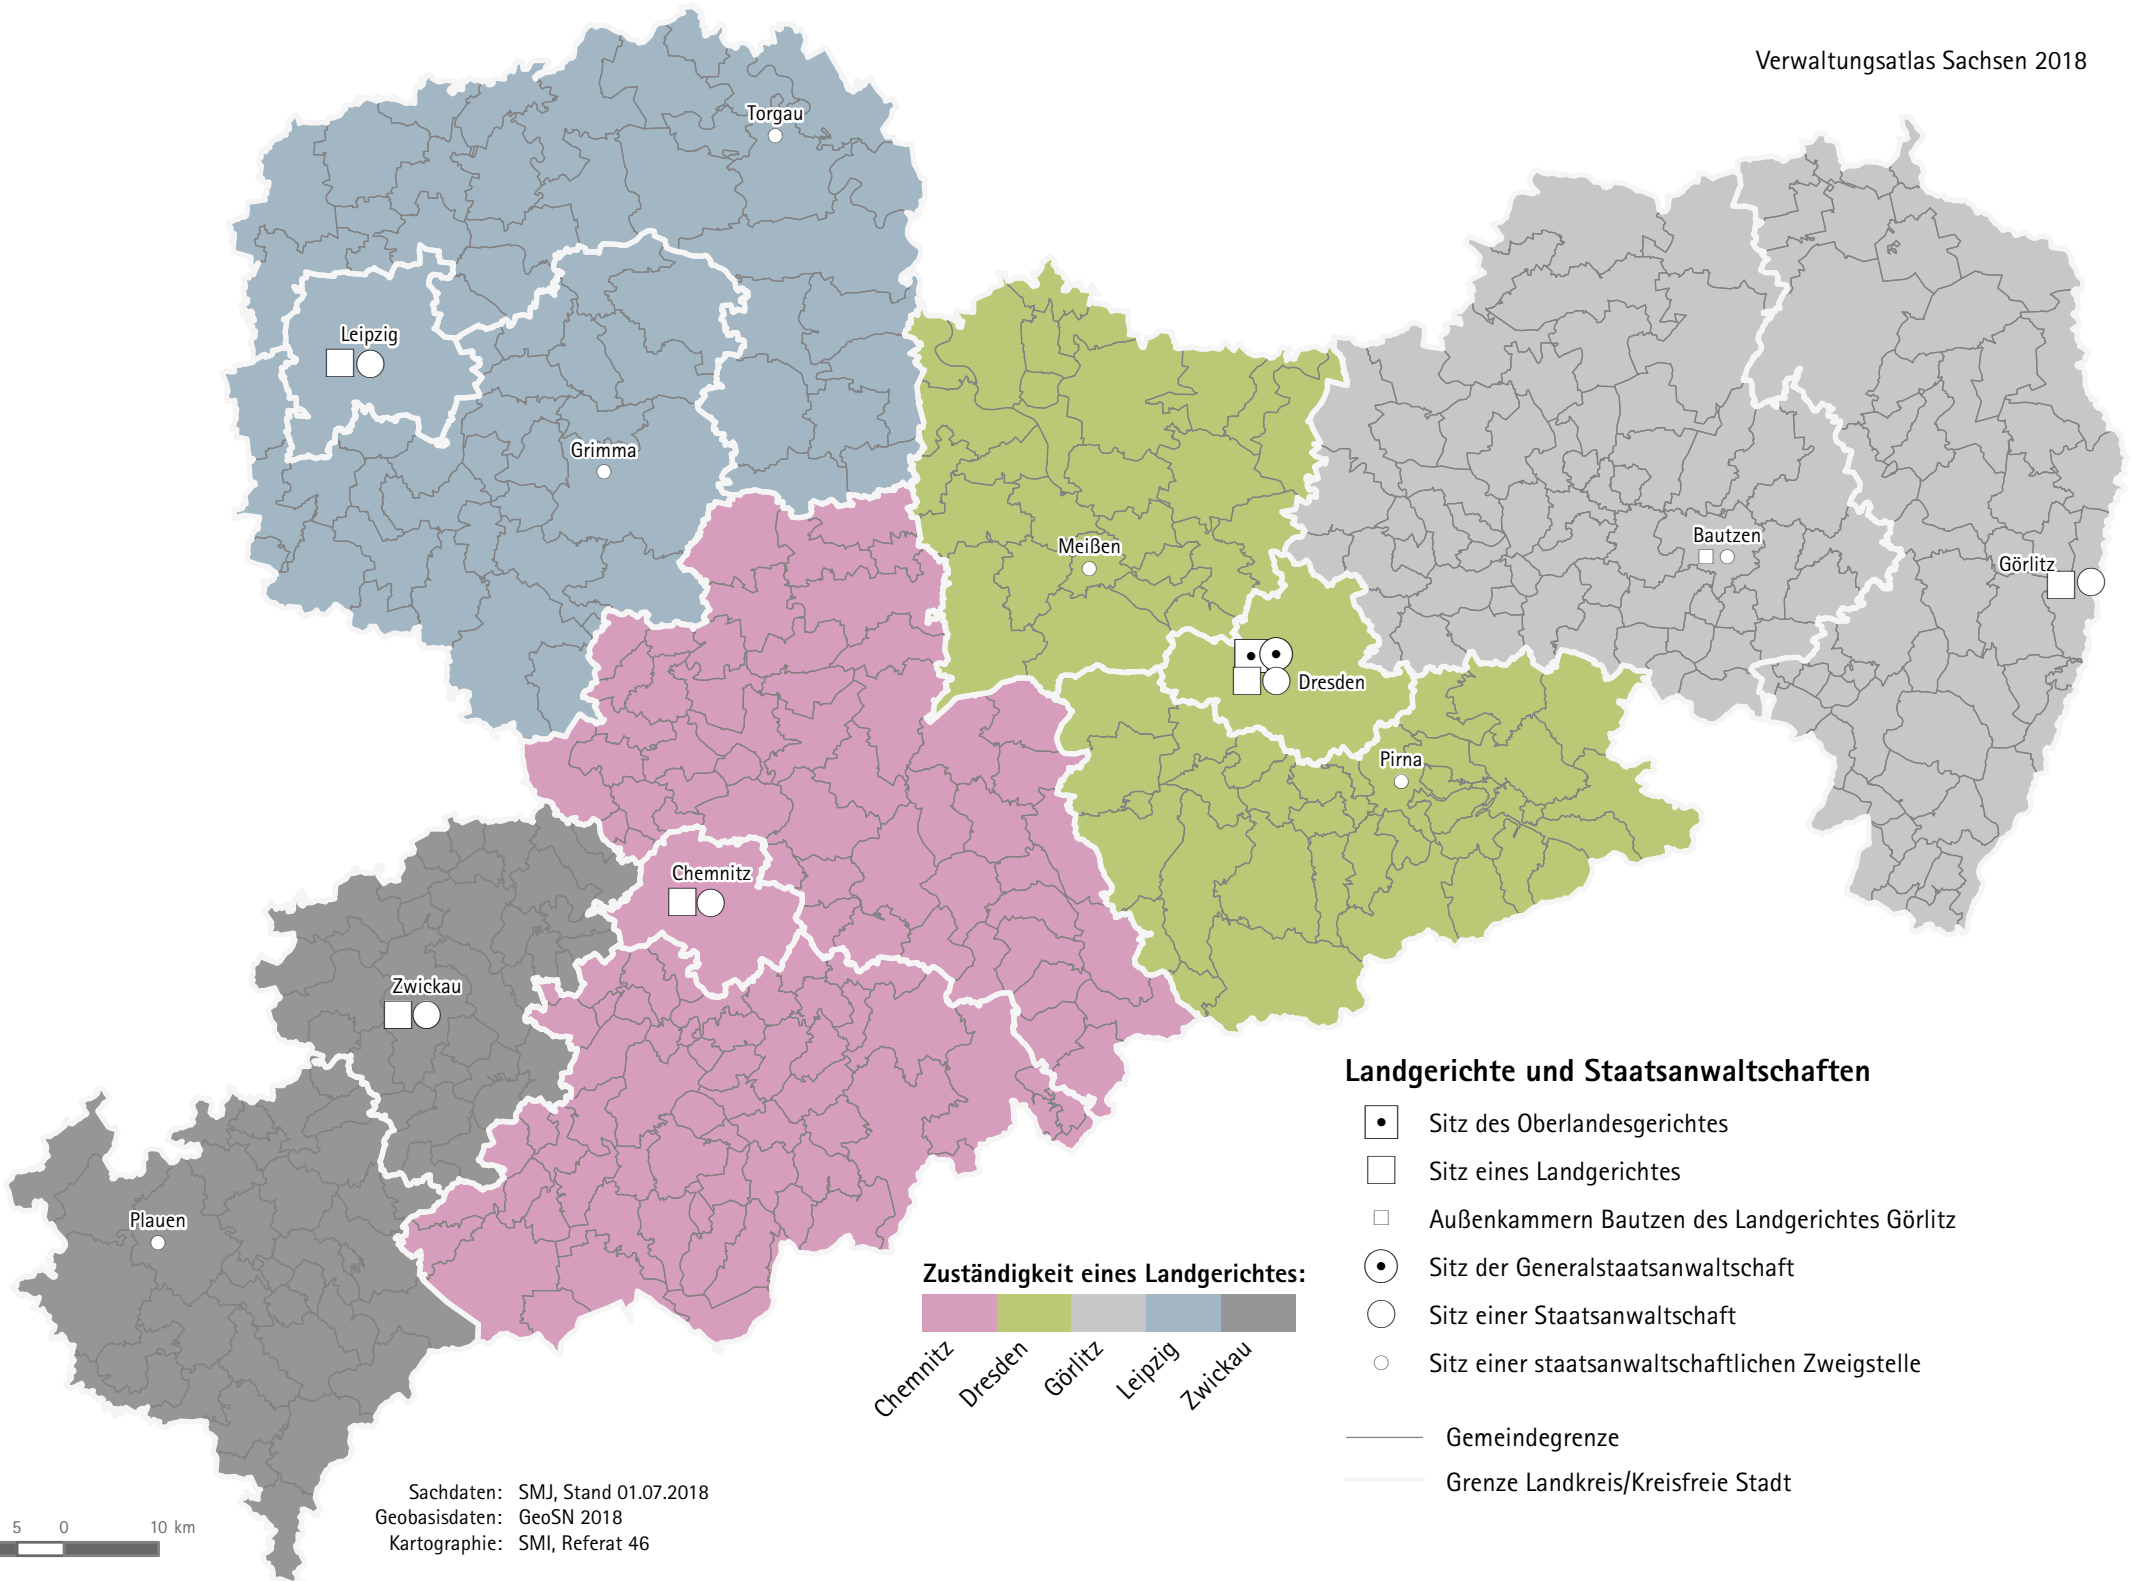 Verwaltungsatlas Sachsen 2018
Torgau
Leipzig
Grimma
Meißen
Bautzen
Görlitz
Dresden
Pirna
Chemnitz
Zwickau
Plauen
Landgerichte und Staatsanwaltschaften
Sitz des Oberlandesgerichtes
Sitz eines Landgerichtes
Außenkammern Bautzen des Landgerichtes Görlitz
Sitz der Generalstaatsanwaltschaft
Sitz einer Staatsanwaltschaft
Sitz einer staatsanwaltschaftlichen Zweigstelle
Gemeindegrenze
Grenze Landkreis/Kreisfreie Stadt
Zuständigkeit eines Landgerichtes:
Chemnitz
Dresden
Görlitz
Leipzig
Zwickau
Sachdaten: SMJ, Stand 01.07.2018
Geobasisdaten: GeoSN 2018
Kartographie: SMI, Referat 46
5 0 10 km